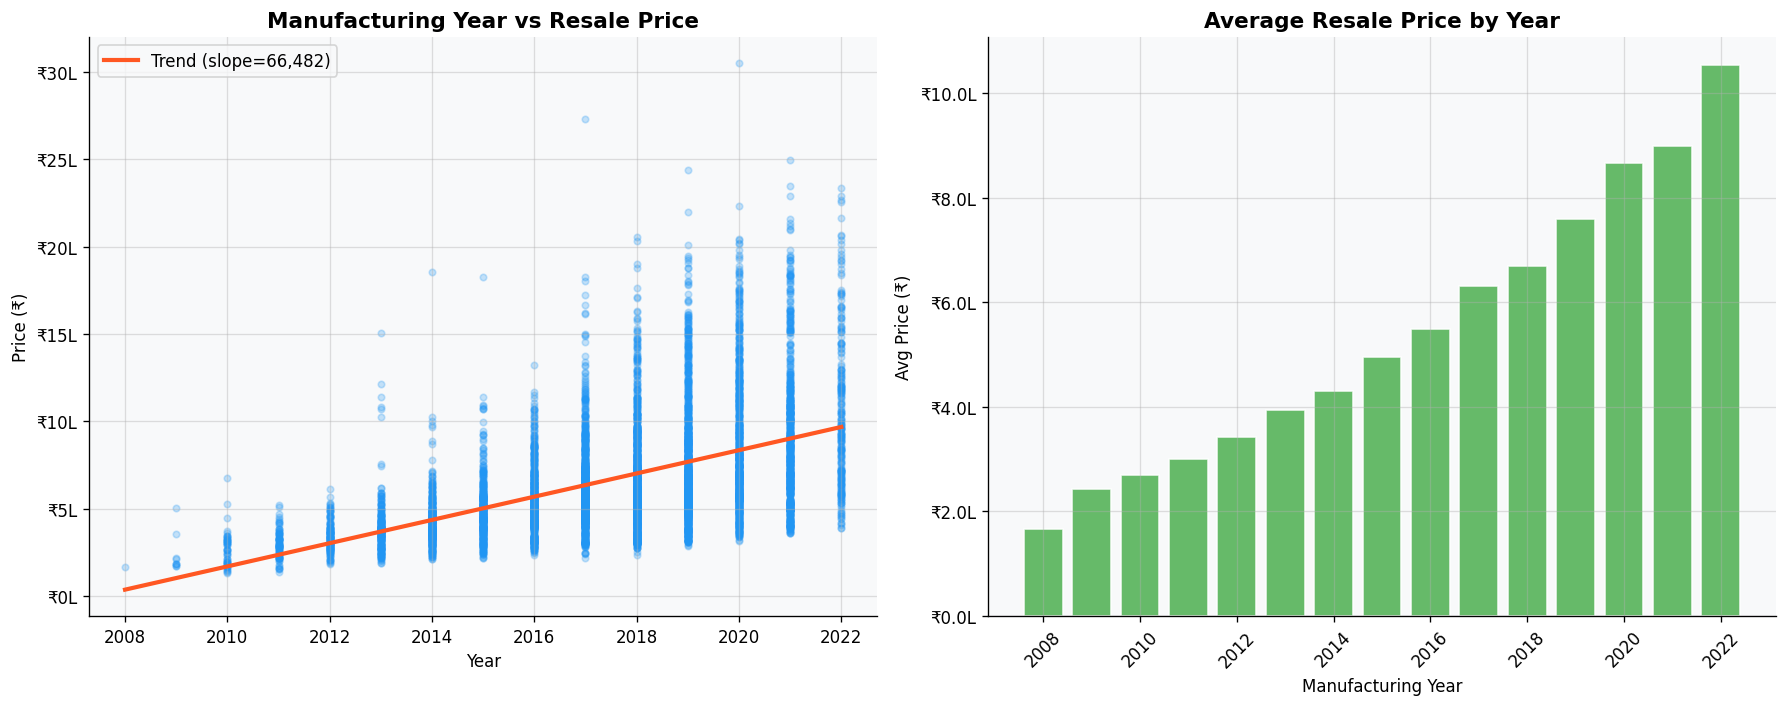 Manufacturing Year vs Resale Price
Trend (slope=66,482)
₹30L
₹25L
₹20L
₹15L
₹10L
₹5L
₹0L
Price (₹)
2008 2010 2012 2014 2016 2018 2020 2022
Year
Average Resale Price by Year
₹10.0L
₹8.0L
₹6.0L
₹4.0L
₹2.0L
₹0.0L
Avg Price (₹)
2008 2010 2012 2014 2016 2018 2020 2022
Manufacturing Year